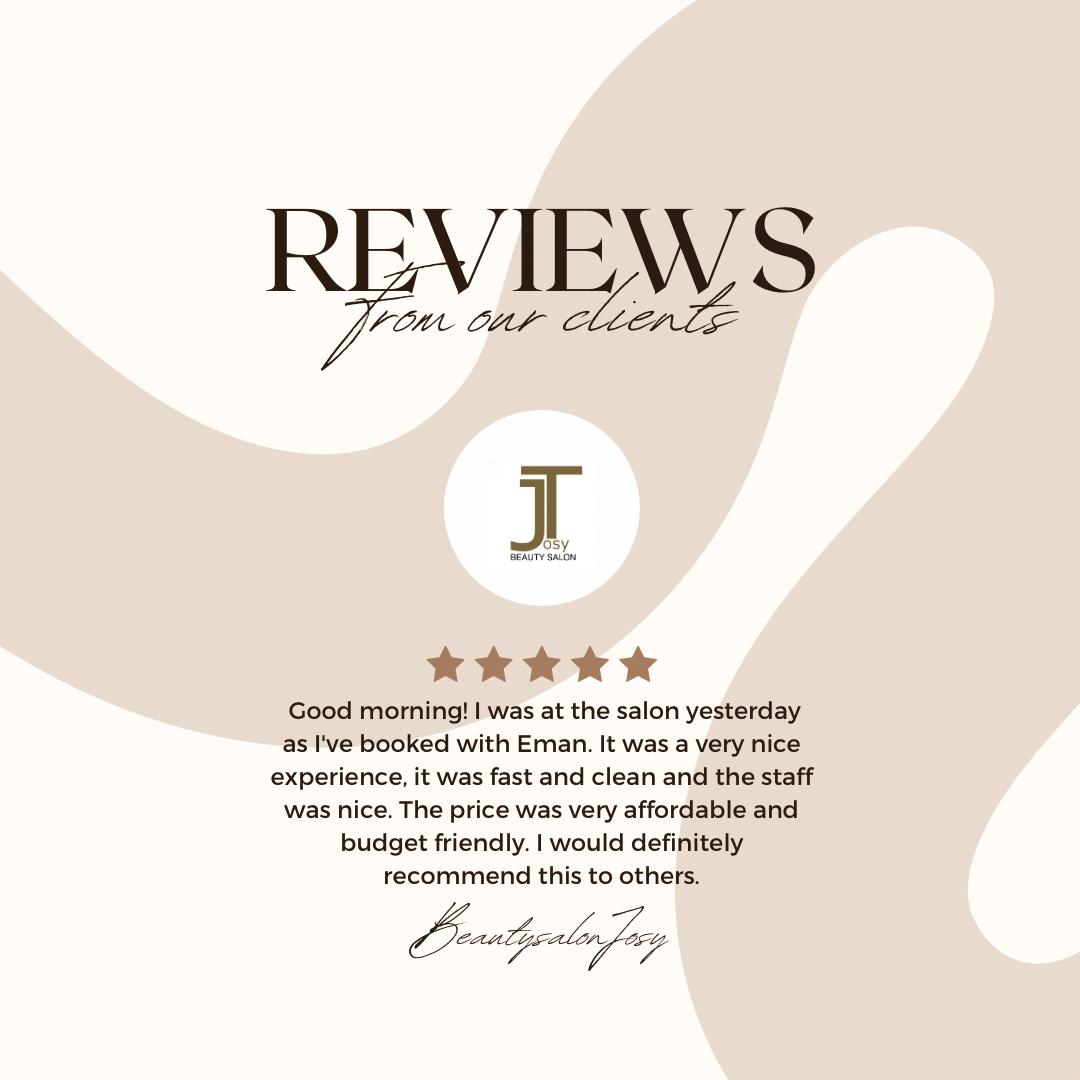 REVIEWS
From our clients
JT
osy
BEAUTY SALON
Good morning! I was at the salon yesterday
as I've booked with Eman. It was a very nice
experience, it was fast and clean and the staff
was nice. The price was very affordable and
budget friendly. I would definitely
recommend this to others.
BeautysalonJosy